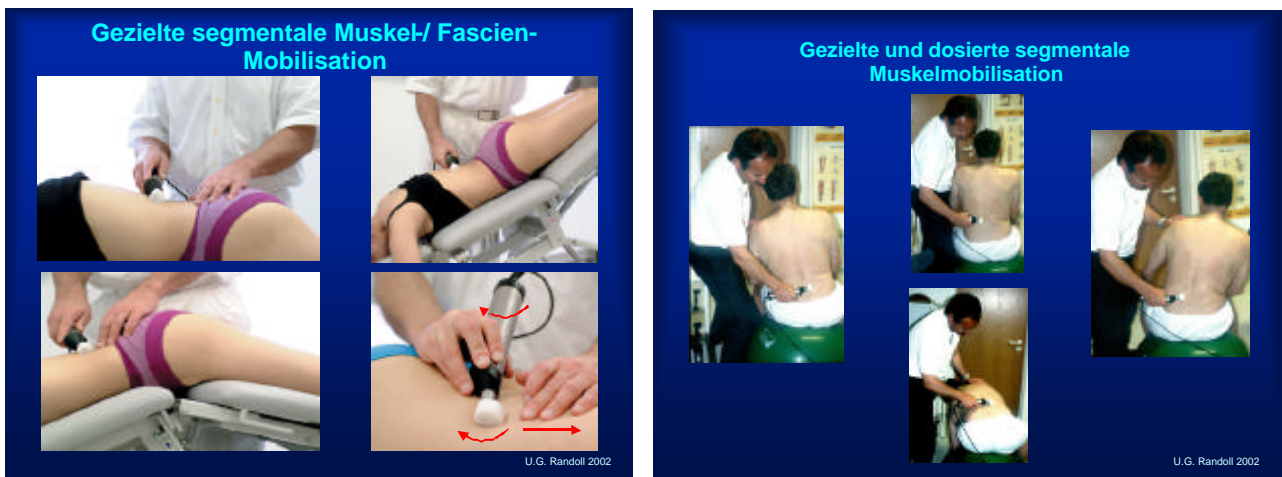 Gezielte segmentale Muskel-/ Fascien-
Mobilisation
U.G. Randoll 2002
Gezielte und dosierte segmentale
Muskelmobilisation
U.G. Randoll 2002